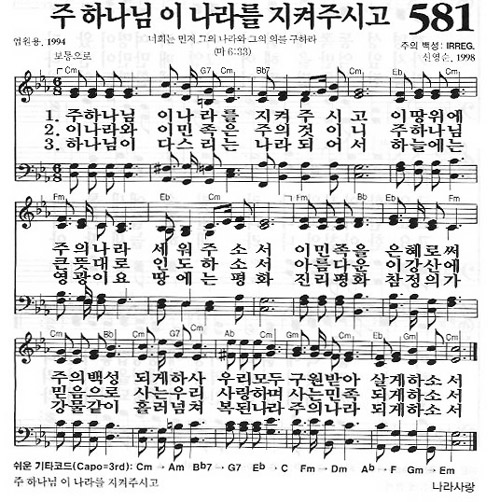 주 하나님 이 나라를 지켜주시고 581
엄원용, 1994
너희는 먼저 그의 나라와 그의 의를 구하라
(마 6:33)
주의 백성: IRREG.
신영순, 1998
보통으로
Cm G7 Cm Bb7 Eb Cm
1. 주하나님 이나라를 지켜주시고 이땅위에
2. 이나라와 이민족은 주의것이니 주하나님
3. 하나님이 다스리는 나라되어서 하늘에는
Fm Eb Cm Fm Bb Eb Fm
주의나라 세워주소서 이민족을 은혜로써
큰뜻대로 인도하소서 아름다운 이강산에
영광이요 땅에는평화 진리평화 참정의가
Cm Bb Cm G7 Cm Ab Gm Cm Cm
주의백성 되게하사 우리모두 구원받아 살게하소서
믿음으로 사는우리 사랑하며 사는민족 되게하소서
강물같이 흘러넘쳐 복된나라 주의나라 되게하소서
쉬운 기타코드(Capo=3rd): Cm → Am Bb7 → G7 Eb → C Fm → Dm Ab → F Gm → Em
주 하나님 이 나라를 지켜주시고
나라사랑